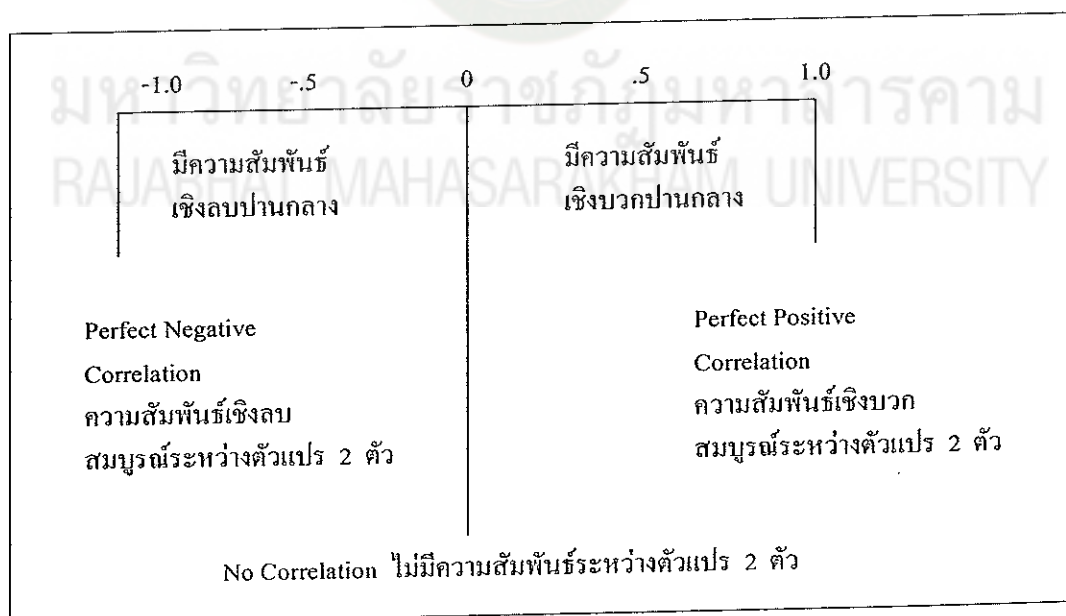 มหาวิทยาลัยราชภัฏมหาสารคาม
RAJABHAT MAHASARAKHAM UNIVERSITY
-1.0 -.5 0 .5 1.0
มีความสัมพันธ์
เชิงลบปานกลาง
มีความสัมพันธ์
เชิงบวกปานกลาง
Perfect Negative
Correlation
ความสัมพันธ์เชิงลบ
สมบูรณ์ระหว่างตัวแปร 2 ตัว
Perfect Positive
Correlation
ความสัมพันธ์เชิงบวก
สมบูรณ์ระหว่างตัวแปร 2 ตัว
No Correlation ไม่มีความสัมพันธ์ระหว่างตัวแปร 2 ตัว